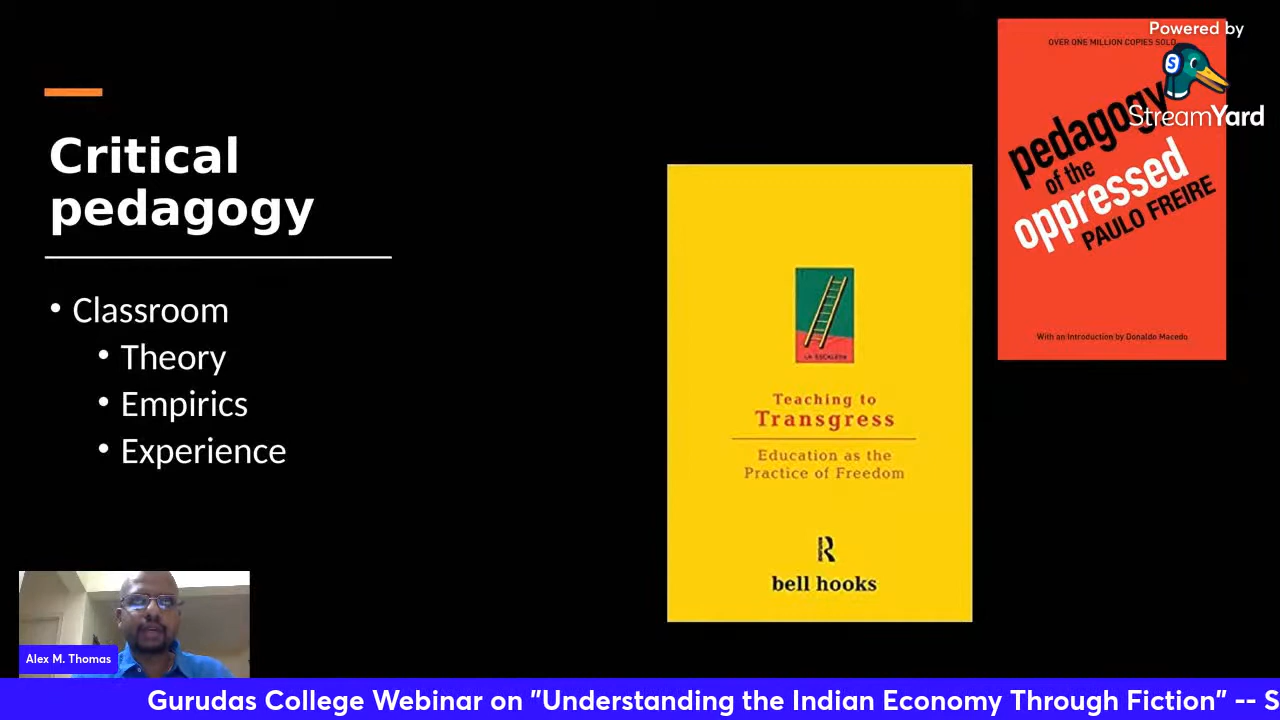 Critical
pedagogy
• Classroom
• Theory
• Empirics
• Experience
LA ESCALERA
Teaching to
Transgress
Education as the
Practice of Freedom
R
bell hooks
OVER ONE MILLION COPIES SOLD
pedagogy
of the
oppressed
PAULO FREIRE
With an Introduction by Donaldo Macedo
Powered by
S
StreamYard
Alex M. Thomas
Gurudas College Webinar on "Understanding the Indian Economy Through Fiction" -- S